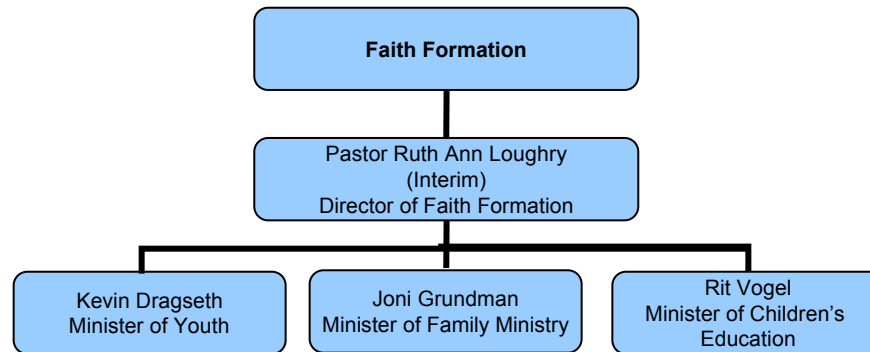 Faith Formation
Pastor Ruth Ann Loughry
(Interim)
Director of Faith Formation
Kevin Dragseth
Minister of Youth
Joni Grundman
Minister of Family Ministry
Rit Vogel
Minister of Children’s
Education